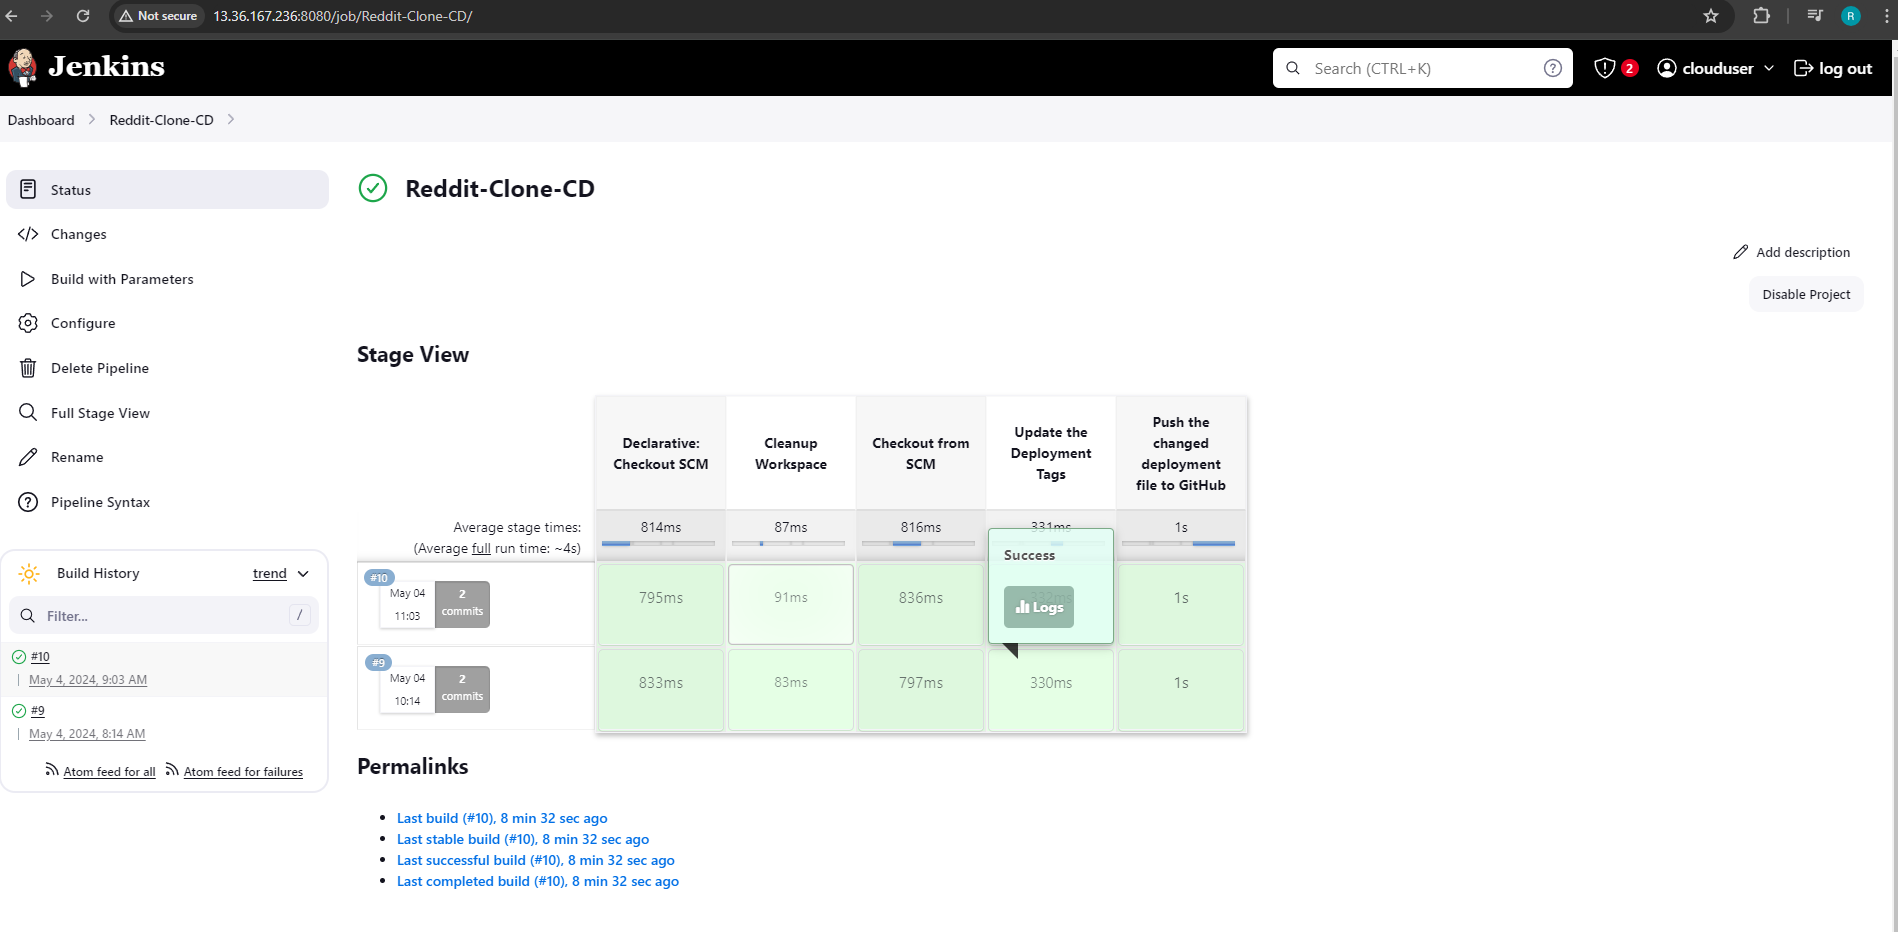 Not secure
13.36.167.236:8080/job/Reddit-Clone-CD/
R
Jenkins
Search (CTRL+K)
?
2
clouduser
log out
Dashboard
Reddit-Clone-CD
Status
Changes
Build with Parameters
Configure
Delete Pipeline
Full Stage View
Rename
Pipeline Syntax
Build History
trend
Filter...
/
#10
May 4, 2024, 9:03 AM
#9
May 4, 2024, 8:14 AM
Atom feed for all
Atom feed for failures
Reddit-Clone-CD
Add description
Disable Project
Stage View
Declarative:
Checkout SCM
Cleanup
Workspace
Checkout from
SCM
Update the
Deployment
Tags
Push the
changed
deployment
file to GitHub
Average stage times:
(Average full run time: ~4s)
814ms
87ms
816ms
331ms
1s
#10
May 04
11:03
2
commits
795ms
91ms
836ms
332ms
Success
Logs
1s
#9
May 04
10:14
2
commits
833ms
83ms
797ms
330ms
1s
Permalinks
Last build (#10), 8 min 32 sec ago
Last stable build (#10), 8 min 32 sec ago
Last successful build (#10), 8 min 32 sec ago
Last completed build (#10), 8 min 32 sec ago